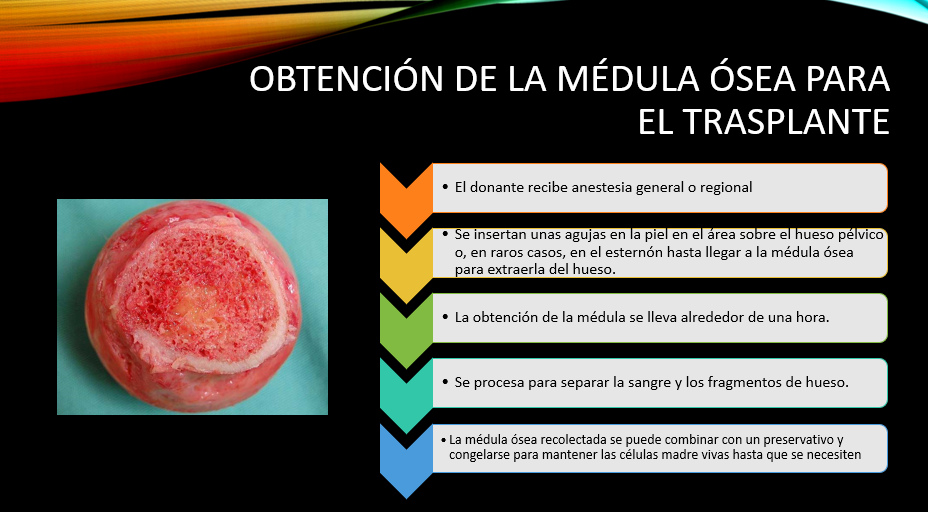 OBTENCIÓN DE LA MÉDULA ÓSEA PARA
EL TRASPLANTE
• El donante recibe anestesia general o regional
• Se insertan unas agujas en la piel en el área sobre el hueso pélvico
o, en raros casos, en el esternón hasta llegar a la médula ósea
para extraerla del hueso.
• La obtención de la médula se lleva alrededor de una hora.
• Se procesa para separar la sangre y los fragmentos de hueso.
• La médula ósea recolectada se puede combinar con un preservativo y
congelarse para mantener las células madre vivas hasta que se necesiten